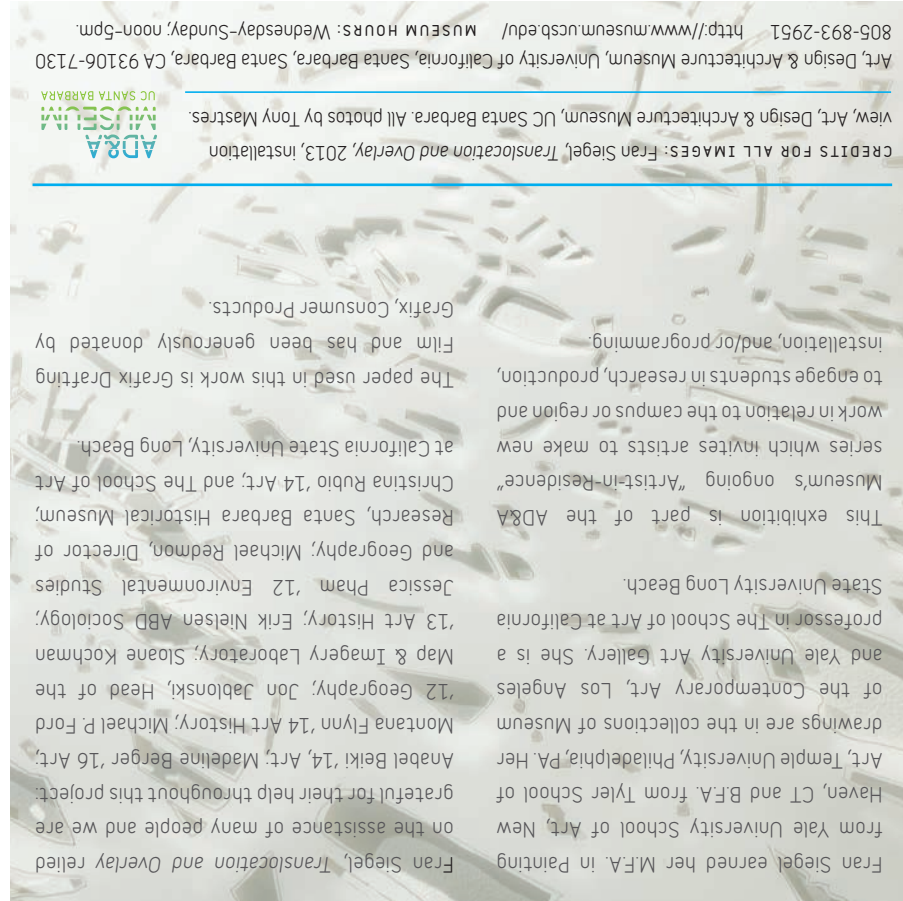 Fran Siegel earned her M.F.A. in Painting
from Yale University School of Art, New
Haven, CT and B.F.A. from Tyler School of
Art, Temple University, Philadelphia, PA. Her
drawings are in the collections of Museum
of the Contemporary Art, Los Angeles
and Yale University Art Gallery. She is a
professor in The School of Art at California
State University Long Beach.
This exhibition is part of the AD&A
Museum's ongoing "Artist-in-Residence"
series which invites artists to make new
work in relation to the campus or region and
to engage students in research, production,
installation, and/or programming.
Fran Siegel, Translocation and Overlay relied
on the assistance of many people and we are
grateful for their help throughout this project:
Anabel Beiki '14, Art; Madeline Berger '16 Art;
Montana Flynn '14 Art History; Michael P. Ford
'12 Geography; Jon Jablonski, Head of the
Map & Imagery Laboratory; Sloane Kochman
'13 Art History; Erik Nielsen ABD Sociology;
Jessica Pham '12 Environmental Studies
and Geography; Michael Redmon, Director of
Research, Santa Barbara Historical Museum;
Christina Rubio '14 Art; and The School of Art
at California State University, Long Beach.
The paper used in this work is Grafix Drafting
Film and has been generously donated by
Grafix, Consumer Products.
CREDITS FOR ALL IMAGES: Fran Siegel, Translocation and Overlay, 2013, installation
view, Art, Design & Architecture Museum, UC Santa Barbara. All photos by Tony Mastres.
AD&A
MUSEUM
UC SANTA BARBARA
Art, Design & Architecture Museum, University of California, Santa Barbara, Santa Barbara, CA 93106-7130
805-893-2951 http://www.museum.ucsb.edu/ MUSEUM HOURS: Wednesday-Sunday, noon-5pm.